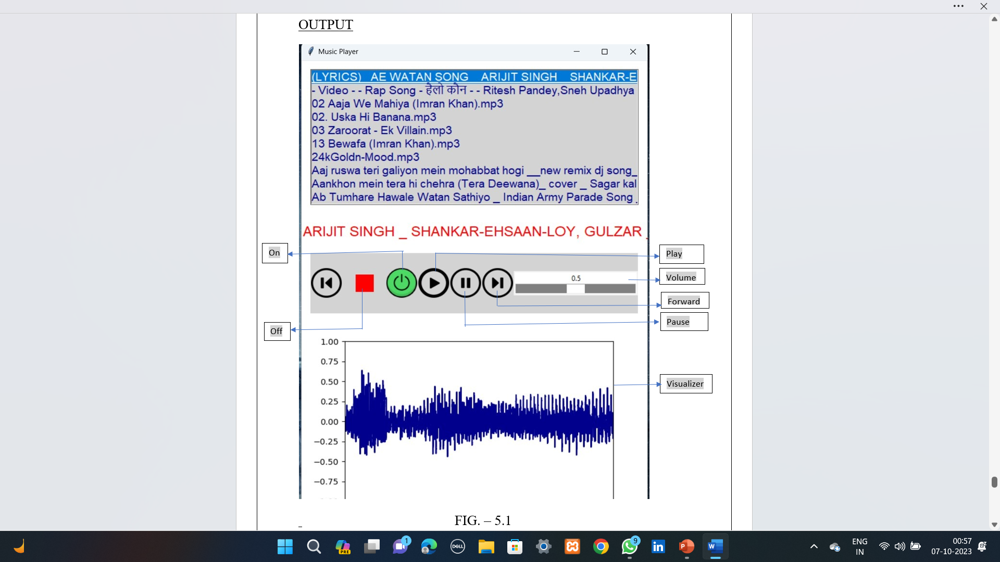 OUTPUT
Music Player
(LYRICS) AE WATAN SONG ARIJIT SINGH SHANKAR-E
- Video - - Rap Song - हैलो कौन - - Ritesh Pandey,Sneh Upadhya
02 Aaja We Mahiya (Imran Khan).mp3
02. Uska Hi Banana.mp3
03 Zaroorat - Ek Villain.mp3
13 Bewafa (Imran Khan).mp3
24kGoldn-Mood.mp3
Aaj ruswa teri galiyon mein mohabbat hogi __new remix dj song_
Aankhon mein tera hi chehra (Tera Deewana)_ cover _ Sagar kal
Ab Tumhare Hawale Watan Sathiyo _ Indian Army Parade Song _
ARIJIT SINGH _ SHANKAR-EHSAAN-LOY, GULZAR _
On
Play
0.5
Volume
Forward
Pause
Off
1.00
0.75
0.50
0.25
0.00
−0.25
−0.50
−0.75
Visualizer
FIG. – 5.1
PRE
1
DELL
9
in
P
W
ENG
IN
00:57
07-10-2023